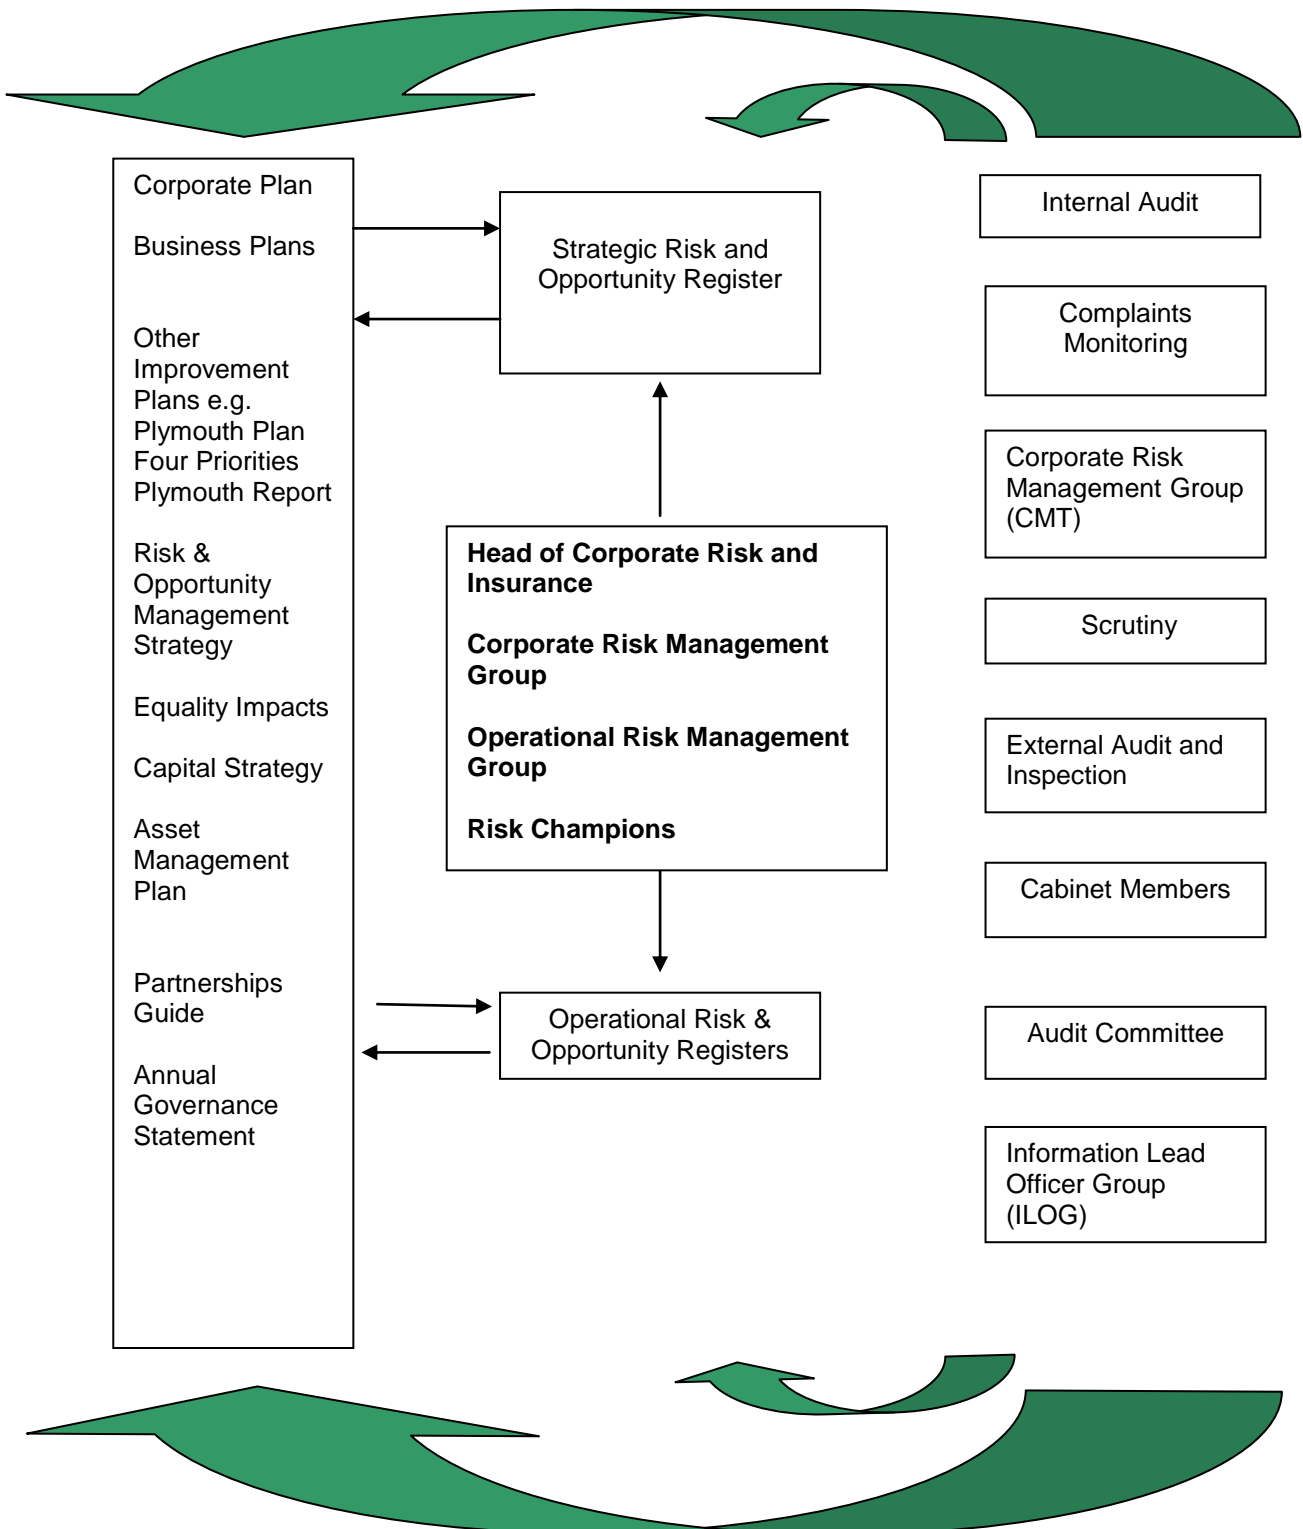 Corporate Plan
Business Plans
Other
Improvement
Plans e.g.
Plymouth Plan
Four Priorities
Plymouth Report
Risk &
Opportunity
Management
Strategy
Equality Impacts
Capital Strategy
Asset
Management
Plan
Partnerships
Guide
Annual
Governance
Statement
Strategic Risk and
Opportunity Register
Head of Corporate Risk and
Insurance
Corporate Risk Management
Group
Operational Risk Management
Group
Risk Champions
Operational Risk &
Opportunity Registers
Internal Audit
Complaints
Monitoring
Corporate Risk
Management Group
(CMT)
Scrutiny
External Audit and
Inspection
Cabinet Members
Audit Committee
Information Lead
Officer Group
(ILOG)